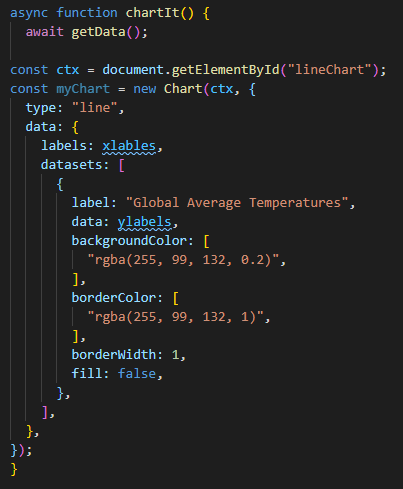 async function chartIt() {
  await getData();

const ctx = document.getElementById("lineChart");
const myChart = new Chart(ctx, {
  type: "line",
  data: {
    labels: xlables,
    datasets: [
      {
        label: "Global Average Temperatures",
        data: ylabels,
        backgroundColor: [
          "rgba(255, 99, 132, 0.2)",
        ],
        borderColor: [
          "rgba(255, 99, 132, 1)",
        ],
        borderWidth: 1,
        fill: false,
      },
    ],
  },
});
}